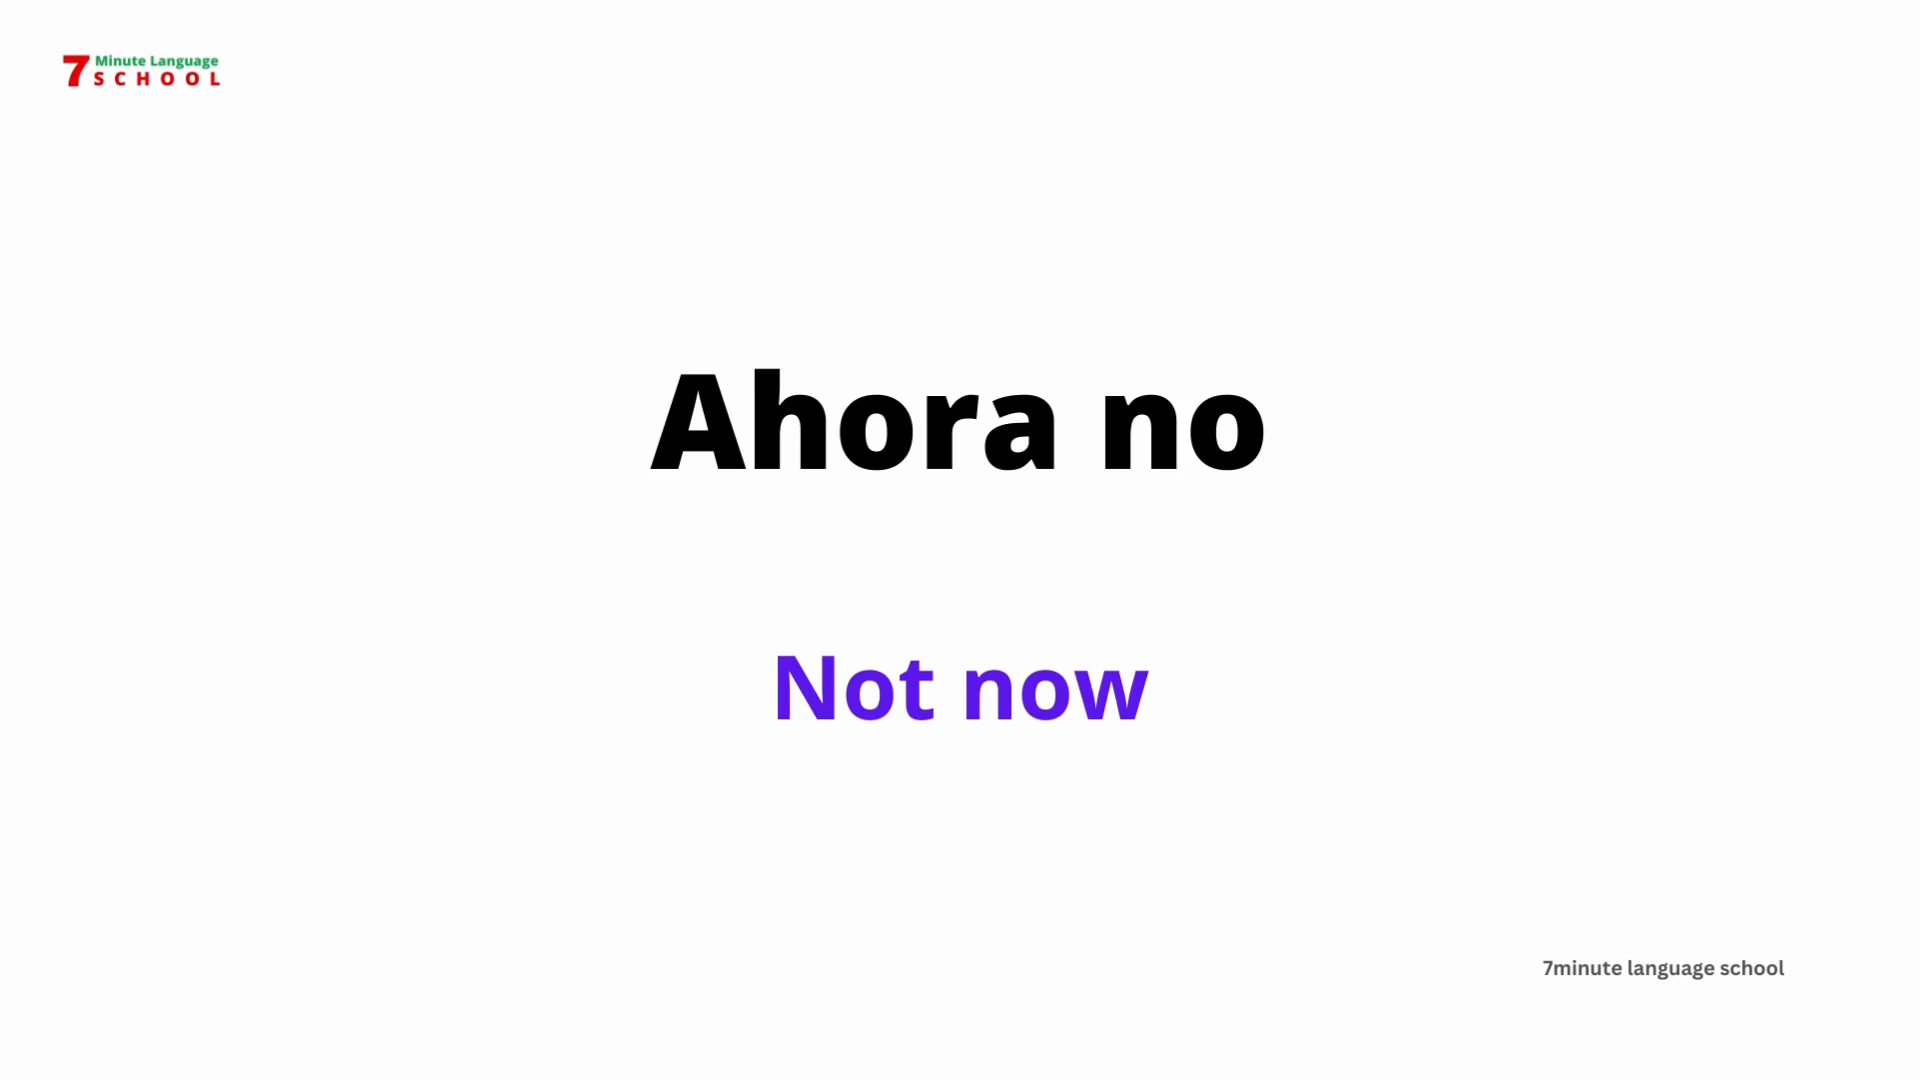 7 Minute Language
SCHOOL
Ahora no
Not now
7minute language school